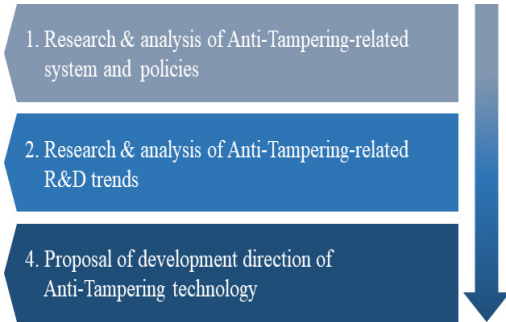 1. Research & analysis of Anti-Tampering-related
system and policies
2. Research & analysis of Anti-Tampering-related
R&D trends
4. Proposal of development direction of
Anti-Tampering technology